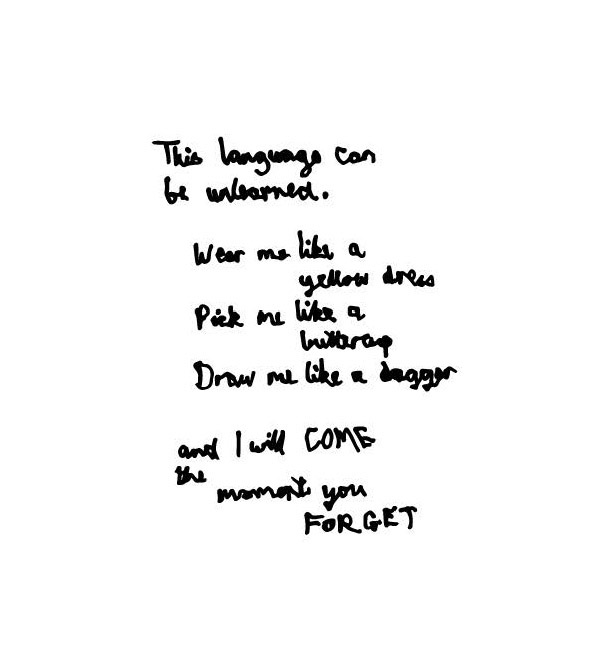 This language can
be unlearned.
Wear me like a
yellow dress
Pick me like a
buttercup
Draw me like a dagger
and I will COME
the
moment you
FORGET